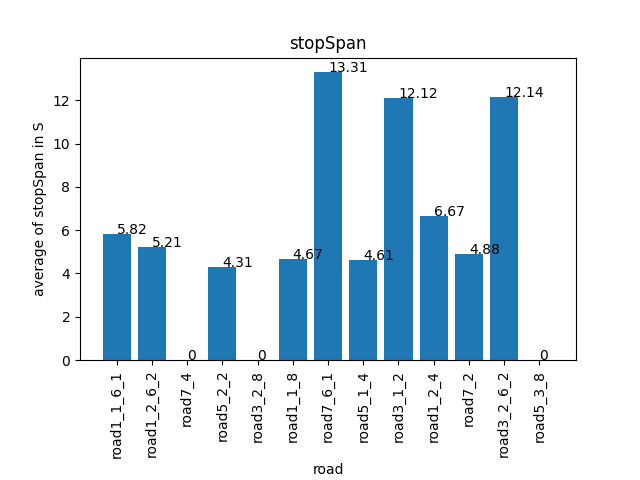 stopSpan
average of stopSpan in S
12
10
8
6
4
2
0
5.82
5.21
0
4.31
0
4.67
13.31
4.61
12.12
6.67
4.88
12.14
0
road1_1_6_1
road1_2_6_2
road7_4
road5_2_2
road3_2_8
road1_1_8
road7_6_1
road5_1_4
road3_1_2
road1_2_4
road7_2
road3_2_6_2
road5_3_8
road